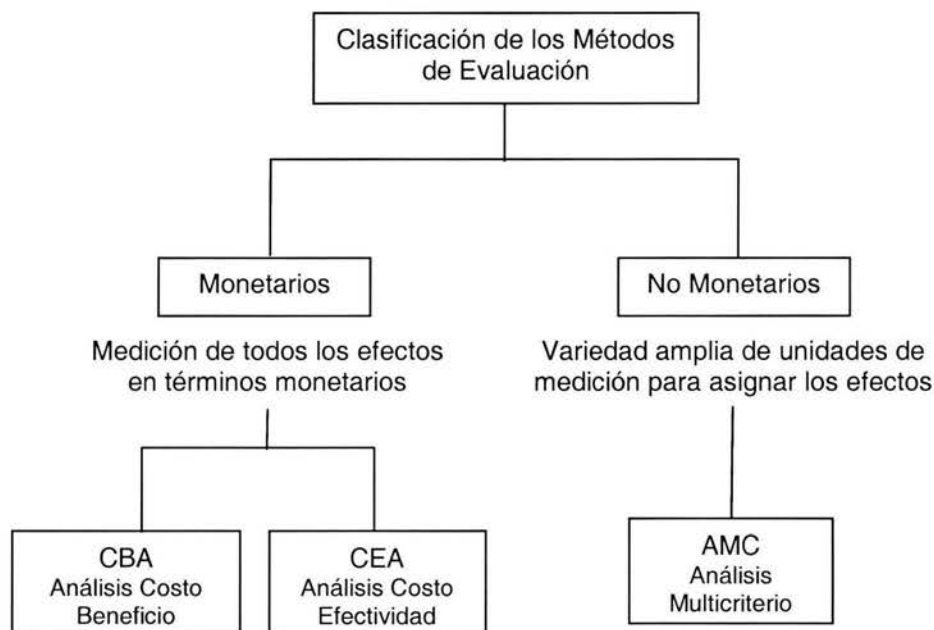 Clasificación de los Métodos
de Evaluación
Monetarios
No Monetarios
Medición de todos los efectos
en términos monetarios
Variedad amplia de unidades de
medición para asignar los efectos
CBA
Análisis Costo
Beneficio
CEA
Análisis Costo
Efectividad
AMC
Análisis
Multicriterio